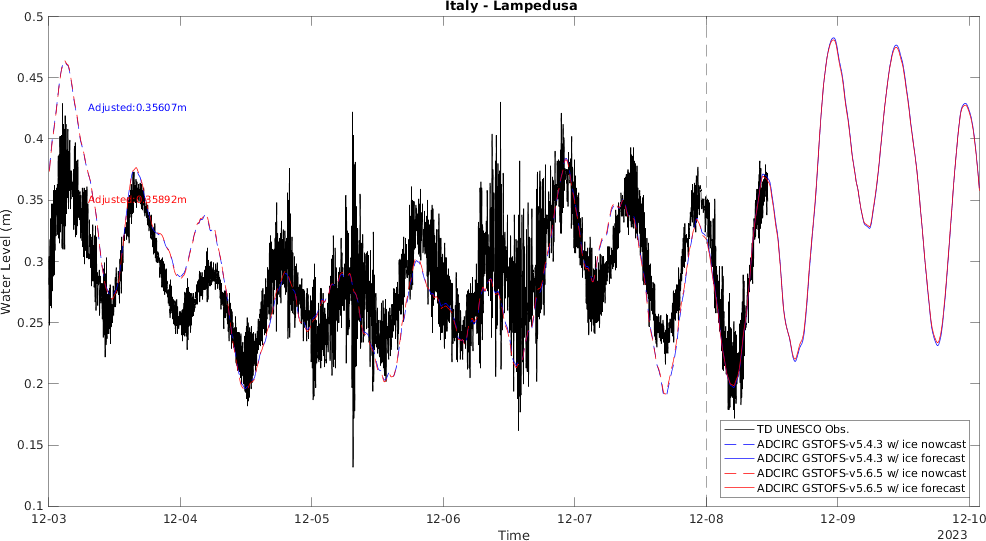 Italy - Lampedusa
0.5
0.45
0.4
0.35
0.3
0.25
0.2
0.15
0.1
Water Level (m)
Adjusted:0.35607m
Adjusted:0.35892m
TD UNESCO Obs.
ADCIRC GSTOFS-v5.4.3 w/ ice nowcast
ADCIRC GSTOFS-v5.4.3 w/ ice forecast
ADCIRC GSTOFS-v5.6.5 w/ ice nowcast
ADCIRC GSTOFS-v5.6.5 w/ ice forecast
12-03 12-04 12-05 12-06 12-07 12-08 12-09 12-10
Time
2023